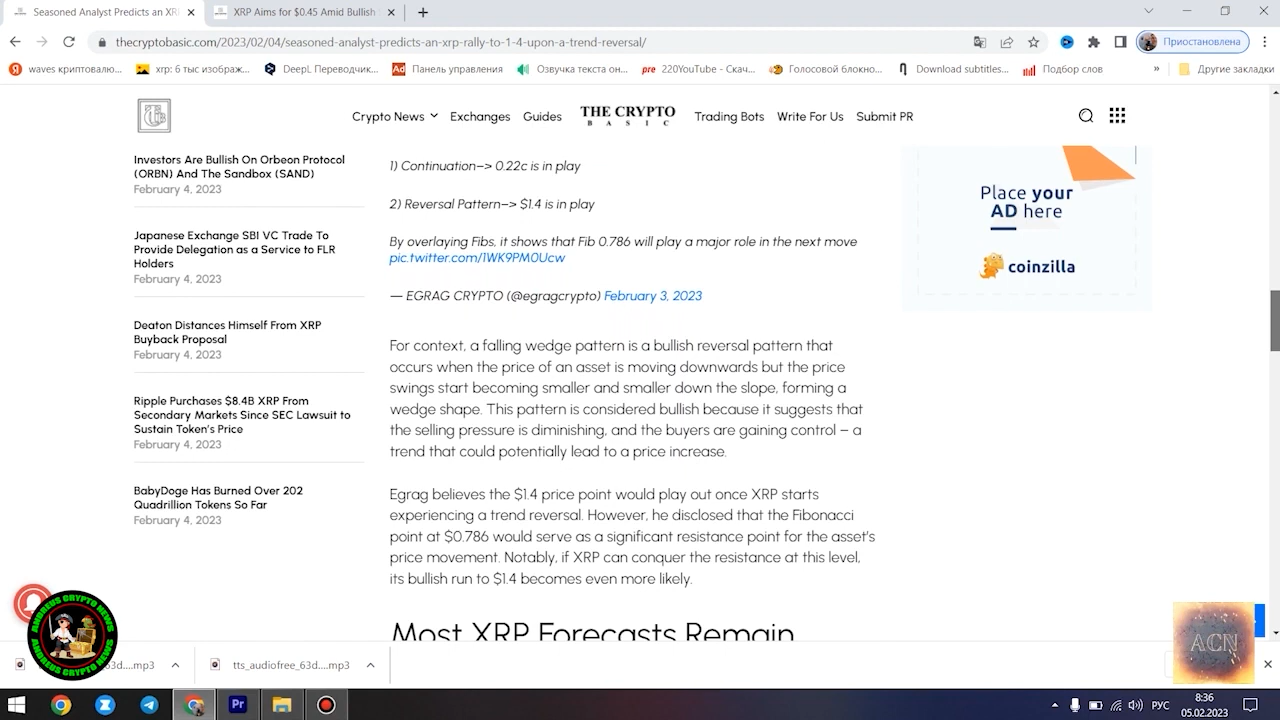 Seasoned Analyst Predicts an XR
XRP Aims for $0.45 Amid Bullish
thecryptobasic.com/2023/02/04/seasoned-analyst-predicts-an-xrp-rally-to-1-4-upon-a-trend-reversal/
Приостановлена
waves криптовалю...
xrp: 6 тыс изображ...
DeepL Переводчик...
Панель управления
Озвучка текста он...
220YouTube - Скач...
Голосовой блокно...
Download subtitles...
Подбор слов
»
Другие закладки
Crypto News
Exchanges
Guides
THE CRYPTO
BASIC
Trading Bots
Write For Us
Submit PR
Investors Are Bullish On Orbeon Protocol
(ORBN) And The Sandbox (SAND)
February 4, 2023
Japanese Exchange SBI VC Trade To
Provide Delegation as a Service to FLR
Holders
February 4, 2023
Deaton Distances Himself From XRP
Buyback Proposal
February 4, 2023
Ripple Purchases $8.4B XRP From
Secondary Markets Since SEC Lawsuit to
Sustain Token's Price
February 4, 2023
BabyDoge Has Burned Over 202
Quadrillion Tokens So Far
February 4, 2023
1) Continuation–> 0.22c is in play
2) Reversal Pattern–> $1.4 is in play
By overlaying Fibs, it shows that Fib 0.786 will play a major role in the next move
pic.twitter.com/1WK9PM0Ucw
— EGRAG CRYPTO (@egragcrypto) February 3, 2023
For context, a falling wedge pattern is a bullish reversal pattern that
occurs when the price of an asset is moving downwards but the price
swings start becoming smaller and smaller down the slope, forming a
wedge shape. This pattern is considered bullish because it suggests that
the selling pressure is diminishing, and the buyers are gaining control – a
trend that could potentially lead to a price increase.
Egrag believes the $1.4 price point would play out once XRP starts
experiencing a trend reversal. However, he disclosed that the Fibonacci
point at $0.786 would serve as a significant resistance point for the asset's
price movement. Notably, if XRP can conquer the resistance at this level,
its bullish run to $1.4 becomes even more likely.
Most XRP Forecasts Remain
Place your
AD here
coinzilla
ANDREUS CRYPTO NEWS
ANDREUS CRYPTO NEWS
ACN
63d....mp3
tts_audiofree_63d....mp3
РУС
8:36
05.02.2023